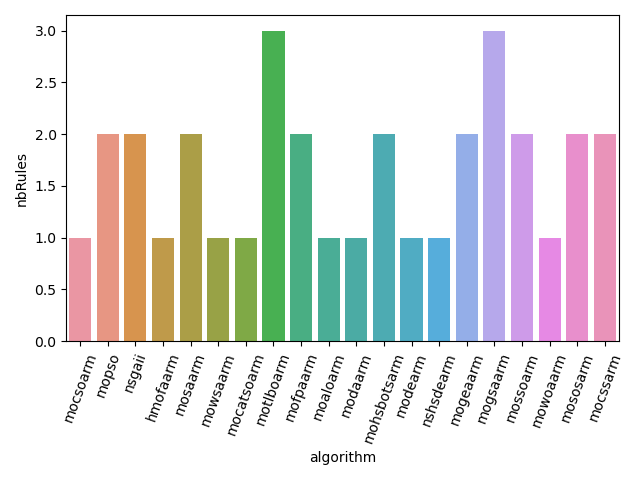 3.0
2.5
2.0
1.5
1.0
0.5
0.0
nbRules
mocsoarm
mopso
nsgaii
hmofaarm
mosaarm
mowsaarm
mocatsoarm
motlboarm
mofpaarm
moaloarm
modaarm
mohsbotsarm
modearm
nshsdearm
mogeaarm
mogsaarm
mossoarm
mowoaarm
mososarm
mocssarm
algorithm